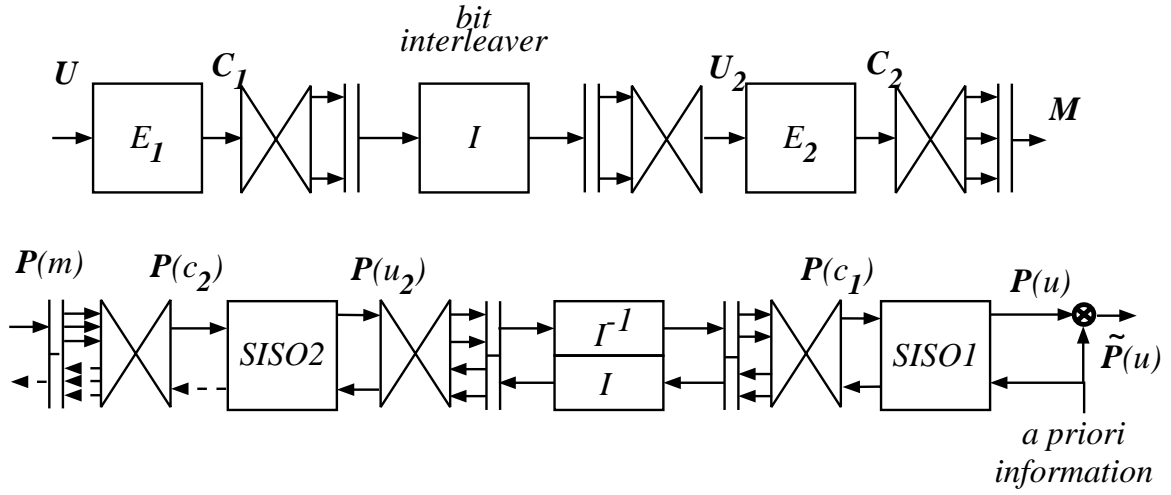 bit
interleaver
U
C1
U2
C2
M
E1
I
E2
P(m)
P(c2)
P(u2)
P(c1)
P(u)
SISO2
I-1
I
SISO1
P̃(u)
a priori
information